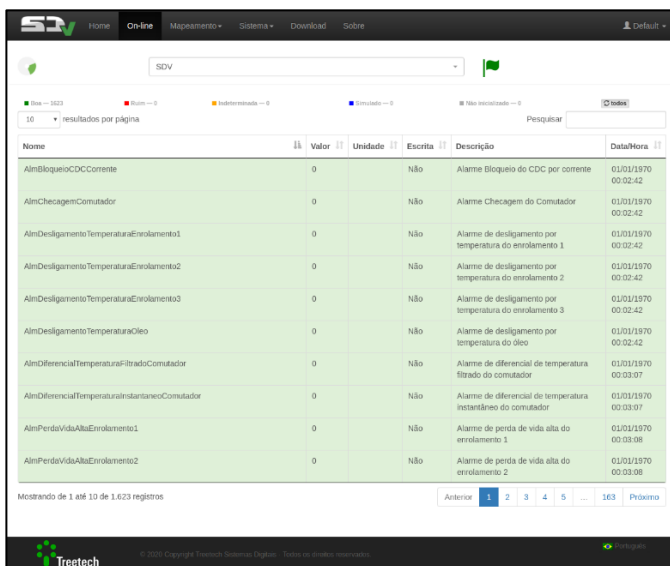 SDV Home On-line Mapeamento Sistema Download Sobre Default
SDV
Boa — 1623 Ruim — 0 Indeterminada — 0 Simulado — 0 Não inicializado — 0 todos
10 resultados por página Pesquisar
Nome Valor Unidade Escrita Descrição Data/Hora
AlmBloqueioCDCCorrente 0 Não Alarme Bloqueio do CDC por corrente 01/01/1970
00:02:42
AlmChecagemComutador 0 Não Alarme Checagem do Comutador 01/01/1970
00:02:42
AlmDesligamentoTemperaturaEnrolamento1 0 Não Alarme de desligamento por 01/01/1970
temperatura do enrolamento 1 00:02:42
AlmDesligamentoTemperaturaEnrolamento2 0 Não Alarme de desligamento por 01/01/1970
temperatura do enrolamento 2 00:02:42
AlmDesligamentoTemperaturaEnrolamento3 0 Não Alarme de desligamento por 01/01/1970
temperatura do enrolamento 3 00:02:42
AlmDesligamentoTemperaturaOleo 0 Não Alarme de desligamento por 01/01/1970
temperatura do óleo 00:02:42
AlmDiferencialTemperaturaFiltradoComutador 0 Não Alarme de diferencial de temperatura 01/01/1970
filtrado do comutador 00:03:07
AlmDiferencialTemperaturaInstantaneoComutador 0 Não Alarme de diferencial de temperatura 01/01/1970
instantâneo do comutador 00:03:07
AlmPerdaVidaAltaEnrolamento1 0 Não Alarme de perda de vida alta do 01/01/1970
enrolamento 1 00:03:08
AlmPerdaVidaAltaEnrolamento2 0 Não Alarme de perda de vida alta do 01/01/1970
enrolamento 2 00:03:08
Mostrando de 1 até 10 de 1.623 registros Anterior 1 2 3 4 5 ... 163 Próximo
Treetech © 2020 Copyright Treetech Sistemas Digitais Todos os direitos reservados Português